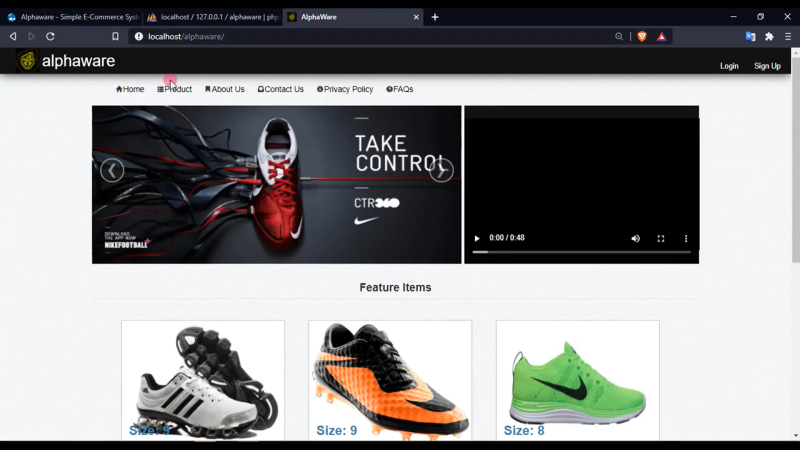 Alphaware - Simple E-Commerce Syst
localhost / 127.0.0.1 / alphaware | php
AlphaWare
localhost/alphaware/
alphaware
Login
Sign Up
Home
Product
About Us
Contact Us
Privacy Policy
FAQs
TAKE
CONTROL
CTR360
DOWNLOAD
THE APP NOW
NIKEFOOTBALL
0:00 / 0:48
Feature Items
Size: 9
Size: 9
Size: 8